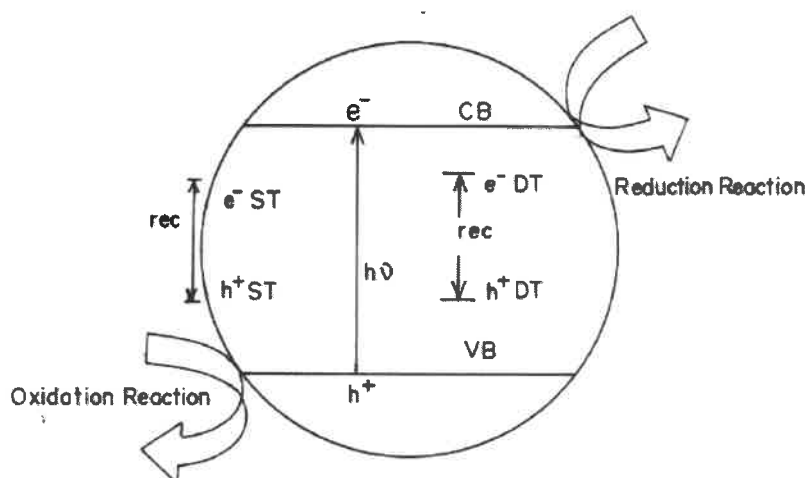 e⁻ CB
e⁻ ST
e⁻ DT
Reduction Reaction
rec
rec
h⁺ ST
hν
h⁺ DT
VB
Oxidation Reaction
h⁺